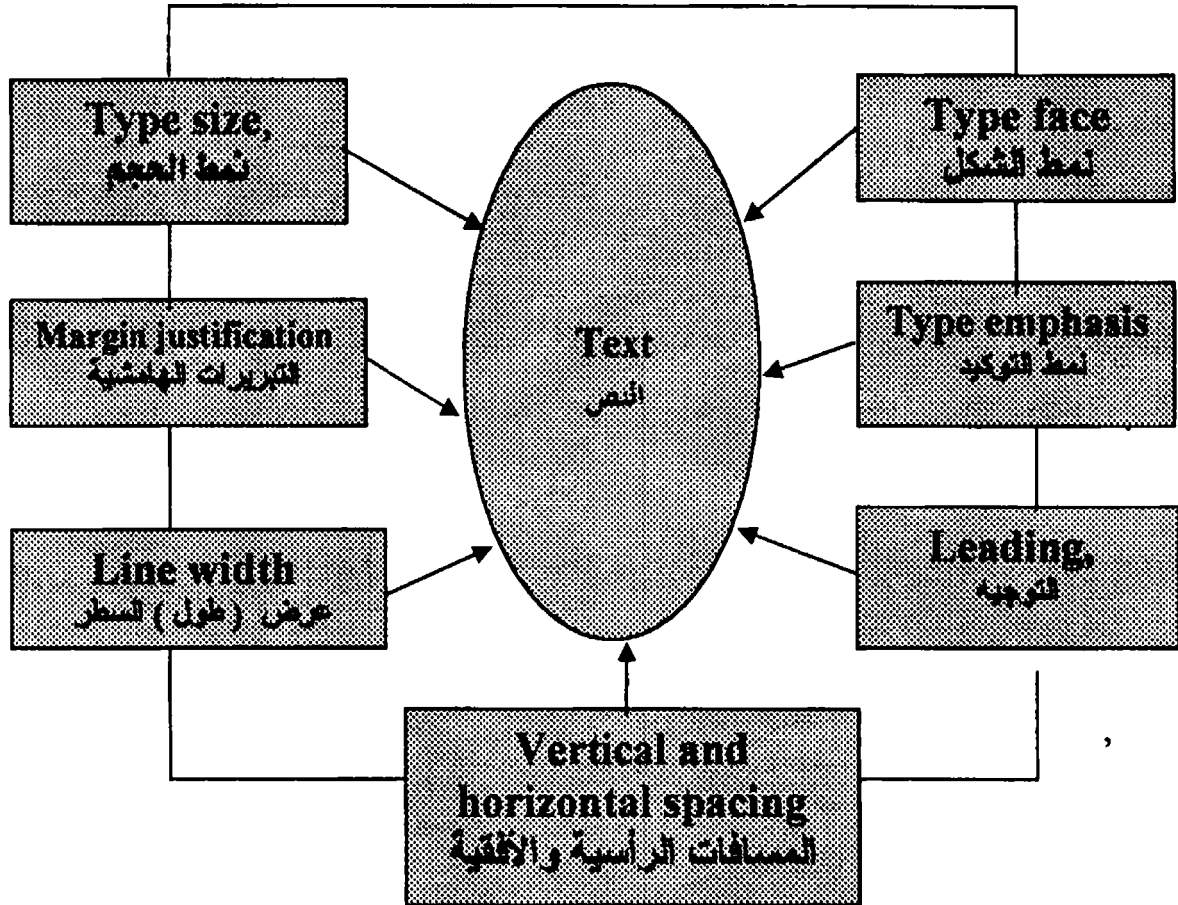 Type size,
نمط الحجم
Type face
نمط الشكل
Margin justification
التبريرات الهامشية
Text
النص
Type emphasis
نمط التوكيد
Line width
عرض (طول) السطر
Leading,
التوجيه
Vertical and
horizontal spacing
المسافات الرأسية والأفقية